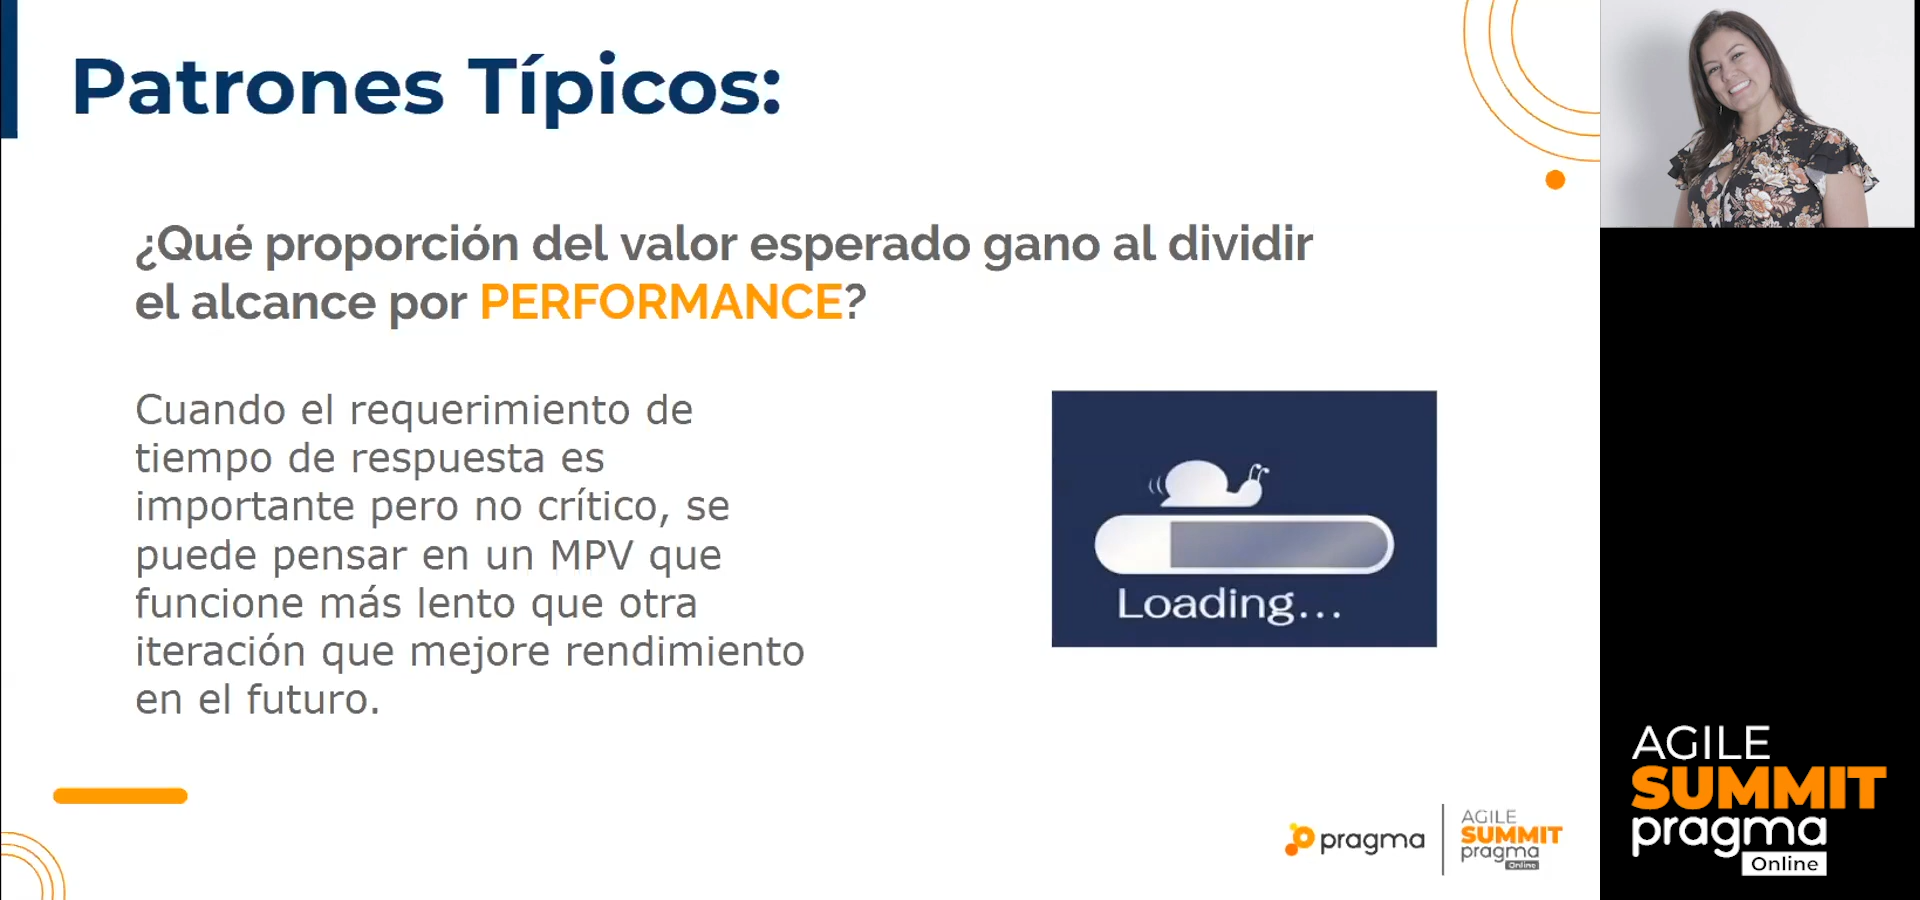 Patrones Típicos:
¿Qué proporción del valor esperado gano al dividir
el alcance por PERFORMANCE?
Cuando el requerimiento de
tiempo de respuesta es
importante pero no crítico, se
puede pensar en un MPV que
funcione más lento que otra
iteración que mejore rendimiento
en el futuro.
Loading...
pragma
AGILE
SUMMIT
pragma
Online
AGILE
SUMMIT
pragma
Online